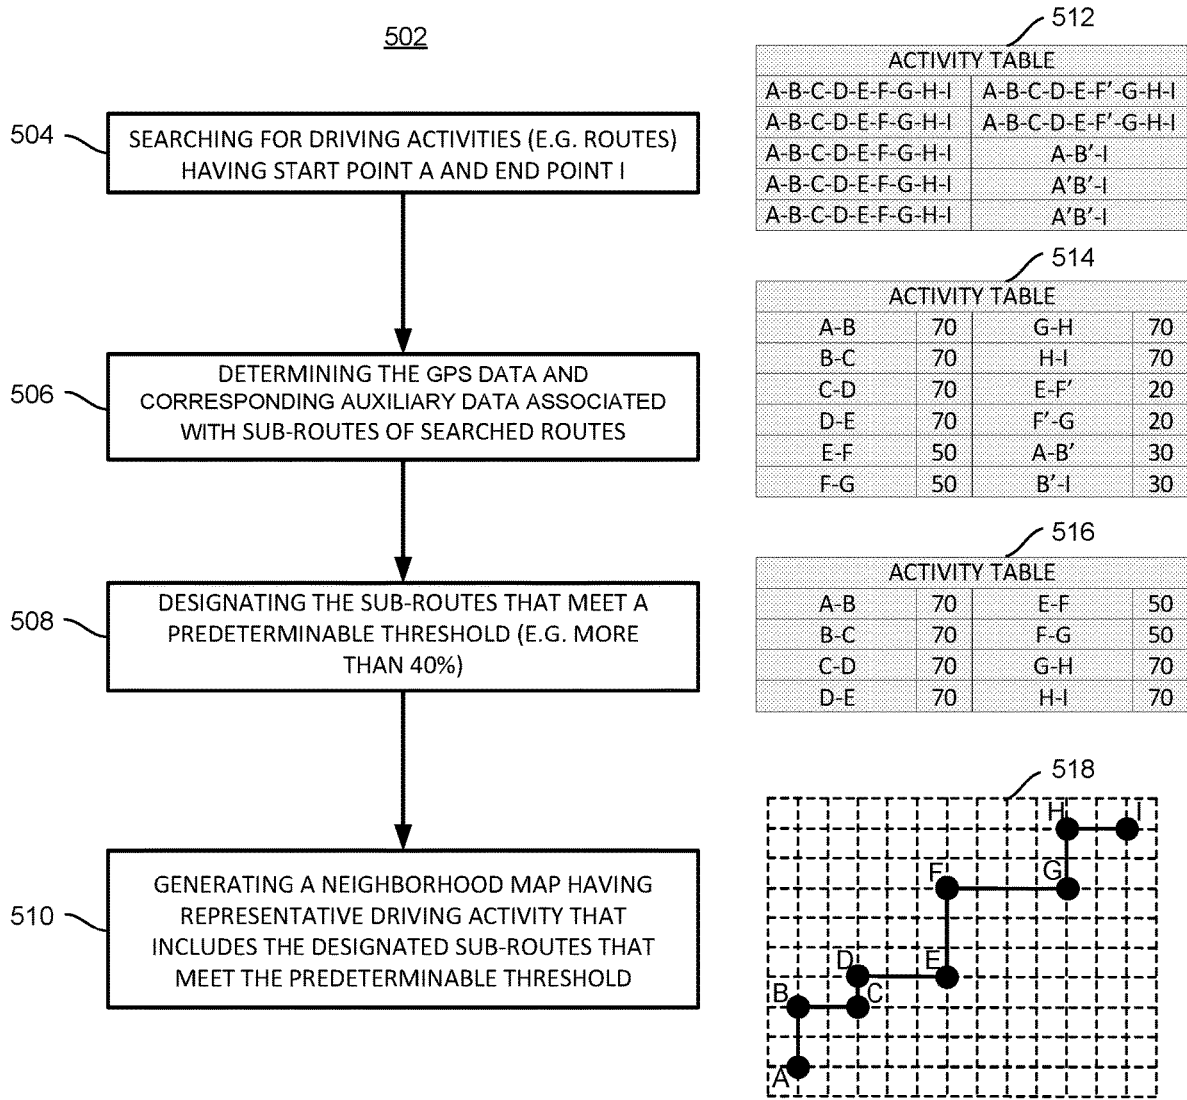 502
504
SEARCHING FOR DRIVING ACTIVITIES (E.G. ROUTES)
HAVING START POINT A AND END POINT I
506
DETERMINING THE GPS DATA AND
CORRESPONDING AUXILIARY DATA ASSOCIATED
WITH SUB-ROUTES OF SEARCHED ROUTES
508
DESIGNATING THE SUB-ROUTES THAT MEET A
PREDETERMINABLE THRESHOLD (E.G. MORE
THAN 40%)
510
GENERATING A NEIGHBORHOOD MAP HAVING
REPRESENTATIVE DRIVING ACTIVITY THAT
INCLUDES THE DESIGNATED SUB-ROUTES THAT
MEET THE PREDETERMINABLE THRESHOLD
512
ACTIVITY TABLE
A-B-C-D-E-F-G-H-I A-B-C-D-E-F'-G-H-I
A-B-C-D-E-F-G-H-I A-B-C-D-E-F'-G-H-I
A-B-C-D-E-F-G-H-I A-B'-I
A-B-C-D-E-F-G-H-I A'B'-I
A-B-C-D-E-F-G-H-I A'B'-I
514
ACTIVITY TABLE
A-B 70 G-H 70
B-C 70 H-I 70
C-D 70 E-F' 20
D-E 70 F'-G 20
E-F 50 A-B' 30
F-G 50 B'-I 30
516
ACTIVITY TABLE
A-B 70 E-F 50
B-C 70 F-G 50
C-D 70 G-H 70
D-E 70 H-I 70
518
H I
F G
D E
B C
A